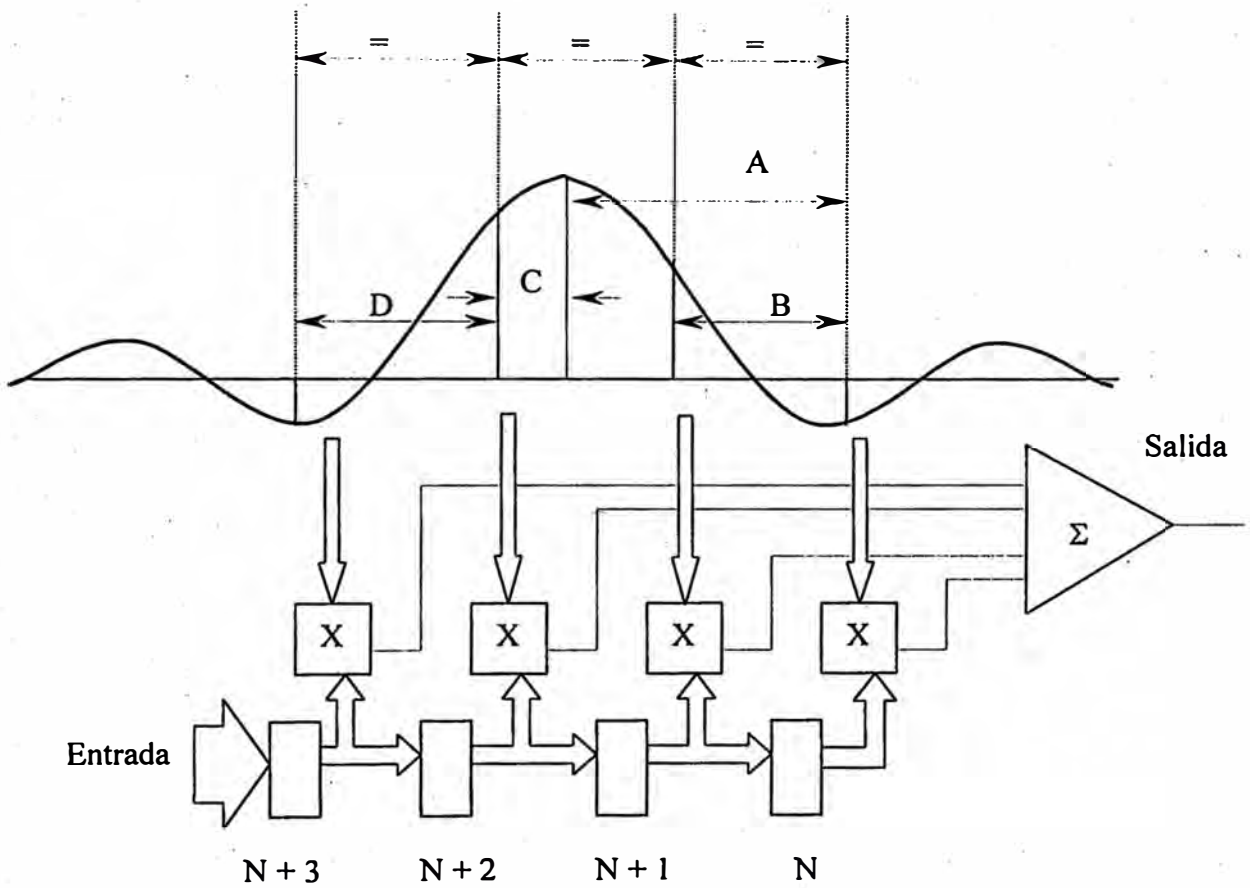 = = =
A
C
D B
Salida
Σ
X X X X
Entrada
N + 3 N + 2 N + 1 N